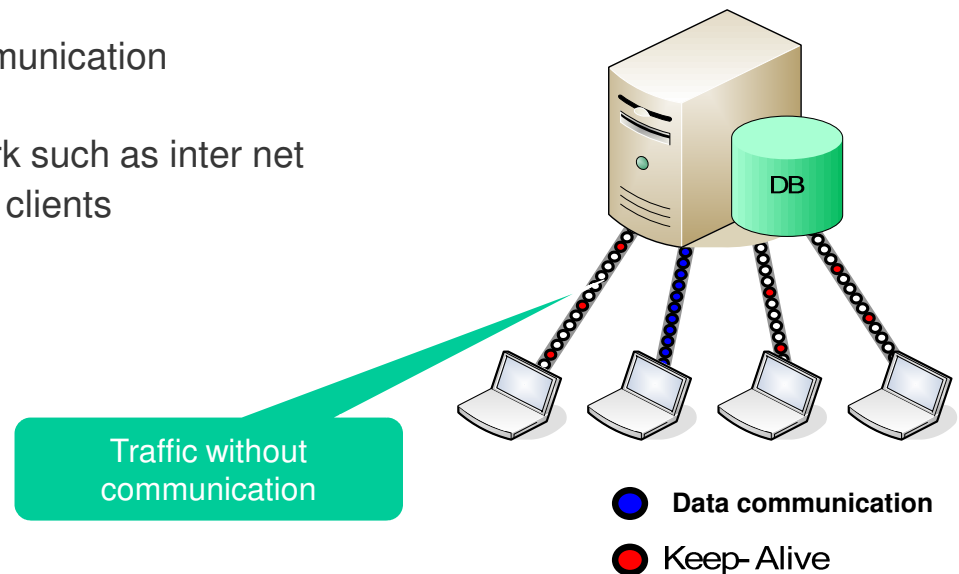 munication
rk such as inter net
clients
DB
Traffic without
communication
Data communication
Keep-Alive